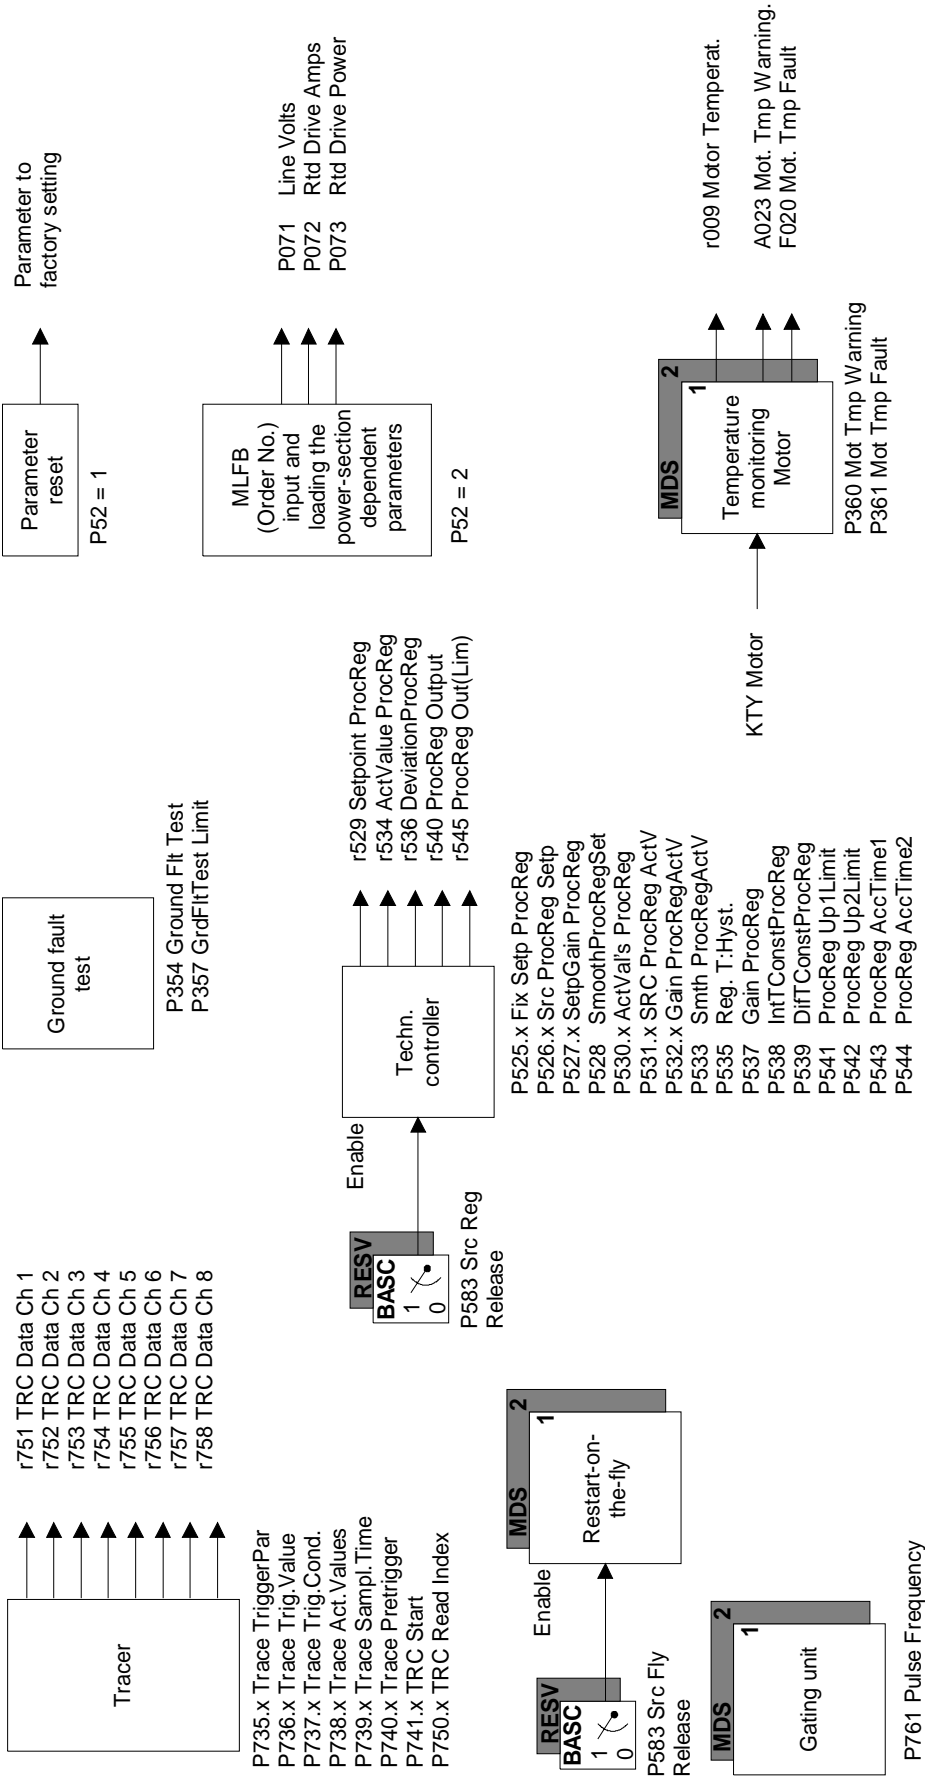 Tracer
r751 TRC Data Ch 1
r752 TRC Data Ch 2
r753 TRC Data Ch 3
r754 TRC Data Ch 4
r755 TRC Data Ch 5
r756 TRC Data Ch 6
r757 TRC Data Ch 7
r758 TRC Data Ch 8
P735.x Trace TriggerPar
P736.x Trace Trig.Value
P737.x Trace Trig.Cond.
P738.x Trace Act.Values
P739.x Trace Sampl.Time
P740.x Trace Pretrigger
P741.x TRC Start
P750.x TRC Read Index
Ground fault
test
P354 Ground Flt Test
P357 GrdFltTest Limit
Parameter
reset
P52 = 1
Parameter to
factory setting
MLFB
(Order No.)
input and
loading the
power-section
dependent
parameters
P52 = 2
P071 Line Volts
P072 Rtd Drive Amps
P073 Rtd Drive Power
RESV
BASC
1
0
P583 Src Reg
Release
Enable
Techn.
controller
r529 Setpoint ProcReg
r534 ActValue ProcReg
r536 DeviationProcReg
r540 ProcReg Output
r545 ProcReg Out(Lim)
P525.x Fix Setp ProcReg
P526.x Src ProcReg Setp
P527.x SetpGain ProcReg
P528 SmoothProcRegSet
P530.x ActVal's ProcReg
P531.x SRC ProcReg ActV
P532.x Gain ProcRegActV
P533 Smth ProcRegActV
P535 Reg. T:Hyst.
P537 Gain ProcReg
P538 IntTConstProcReg
P539 DifTConstProcReg
P541 ProcReg Up1Limit
P542 ProcReg Up2Limit
P543 ProcReg AccTime1
P544 ProcReg AccTime2
RESV
BASC
1
0
P583 Src Fly
Release
Enable
MDS 2
1
Restart-on-
the-fly
MDS 2
1
Gating unit
P761 Pulse Frequency
KTY Motor
MDS 2
1
Temperature
monitoring
Motor
P360 Mot Tmp Warning
P361 Mot Tmp Fault
r009 Motor Temperat.
A023 Mot. Tmp Warning.
F020 Mot. Tmp Fault